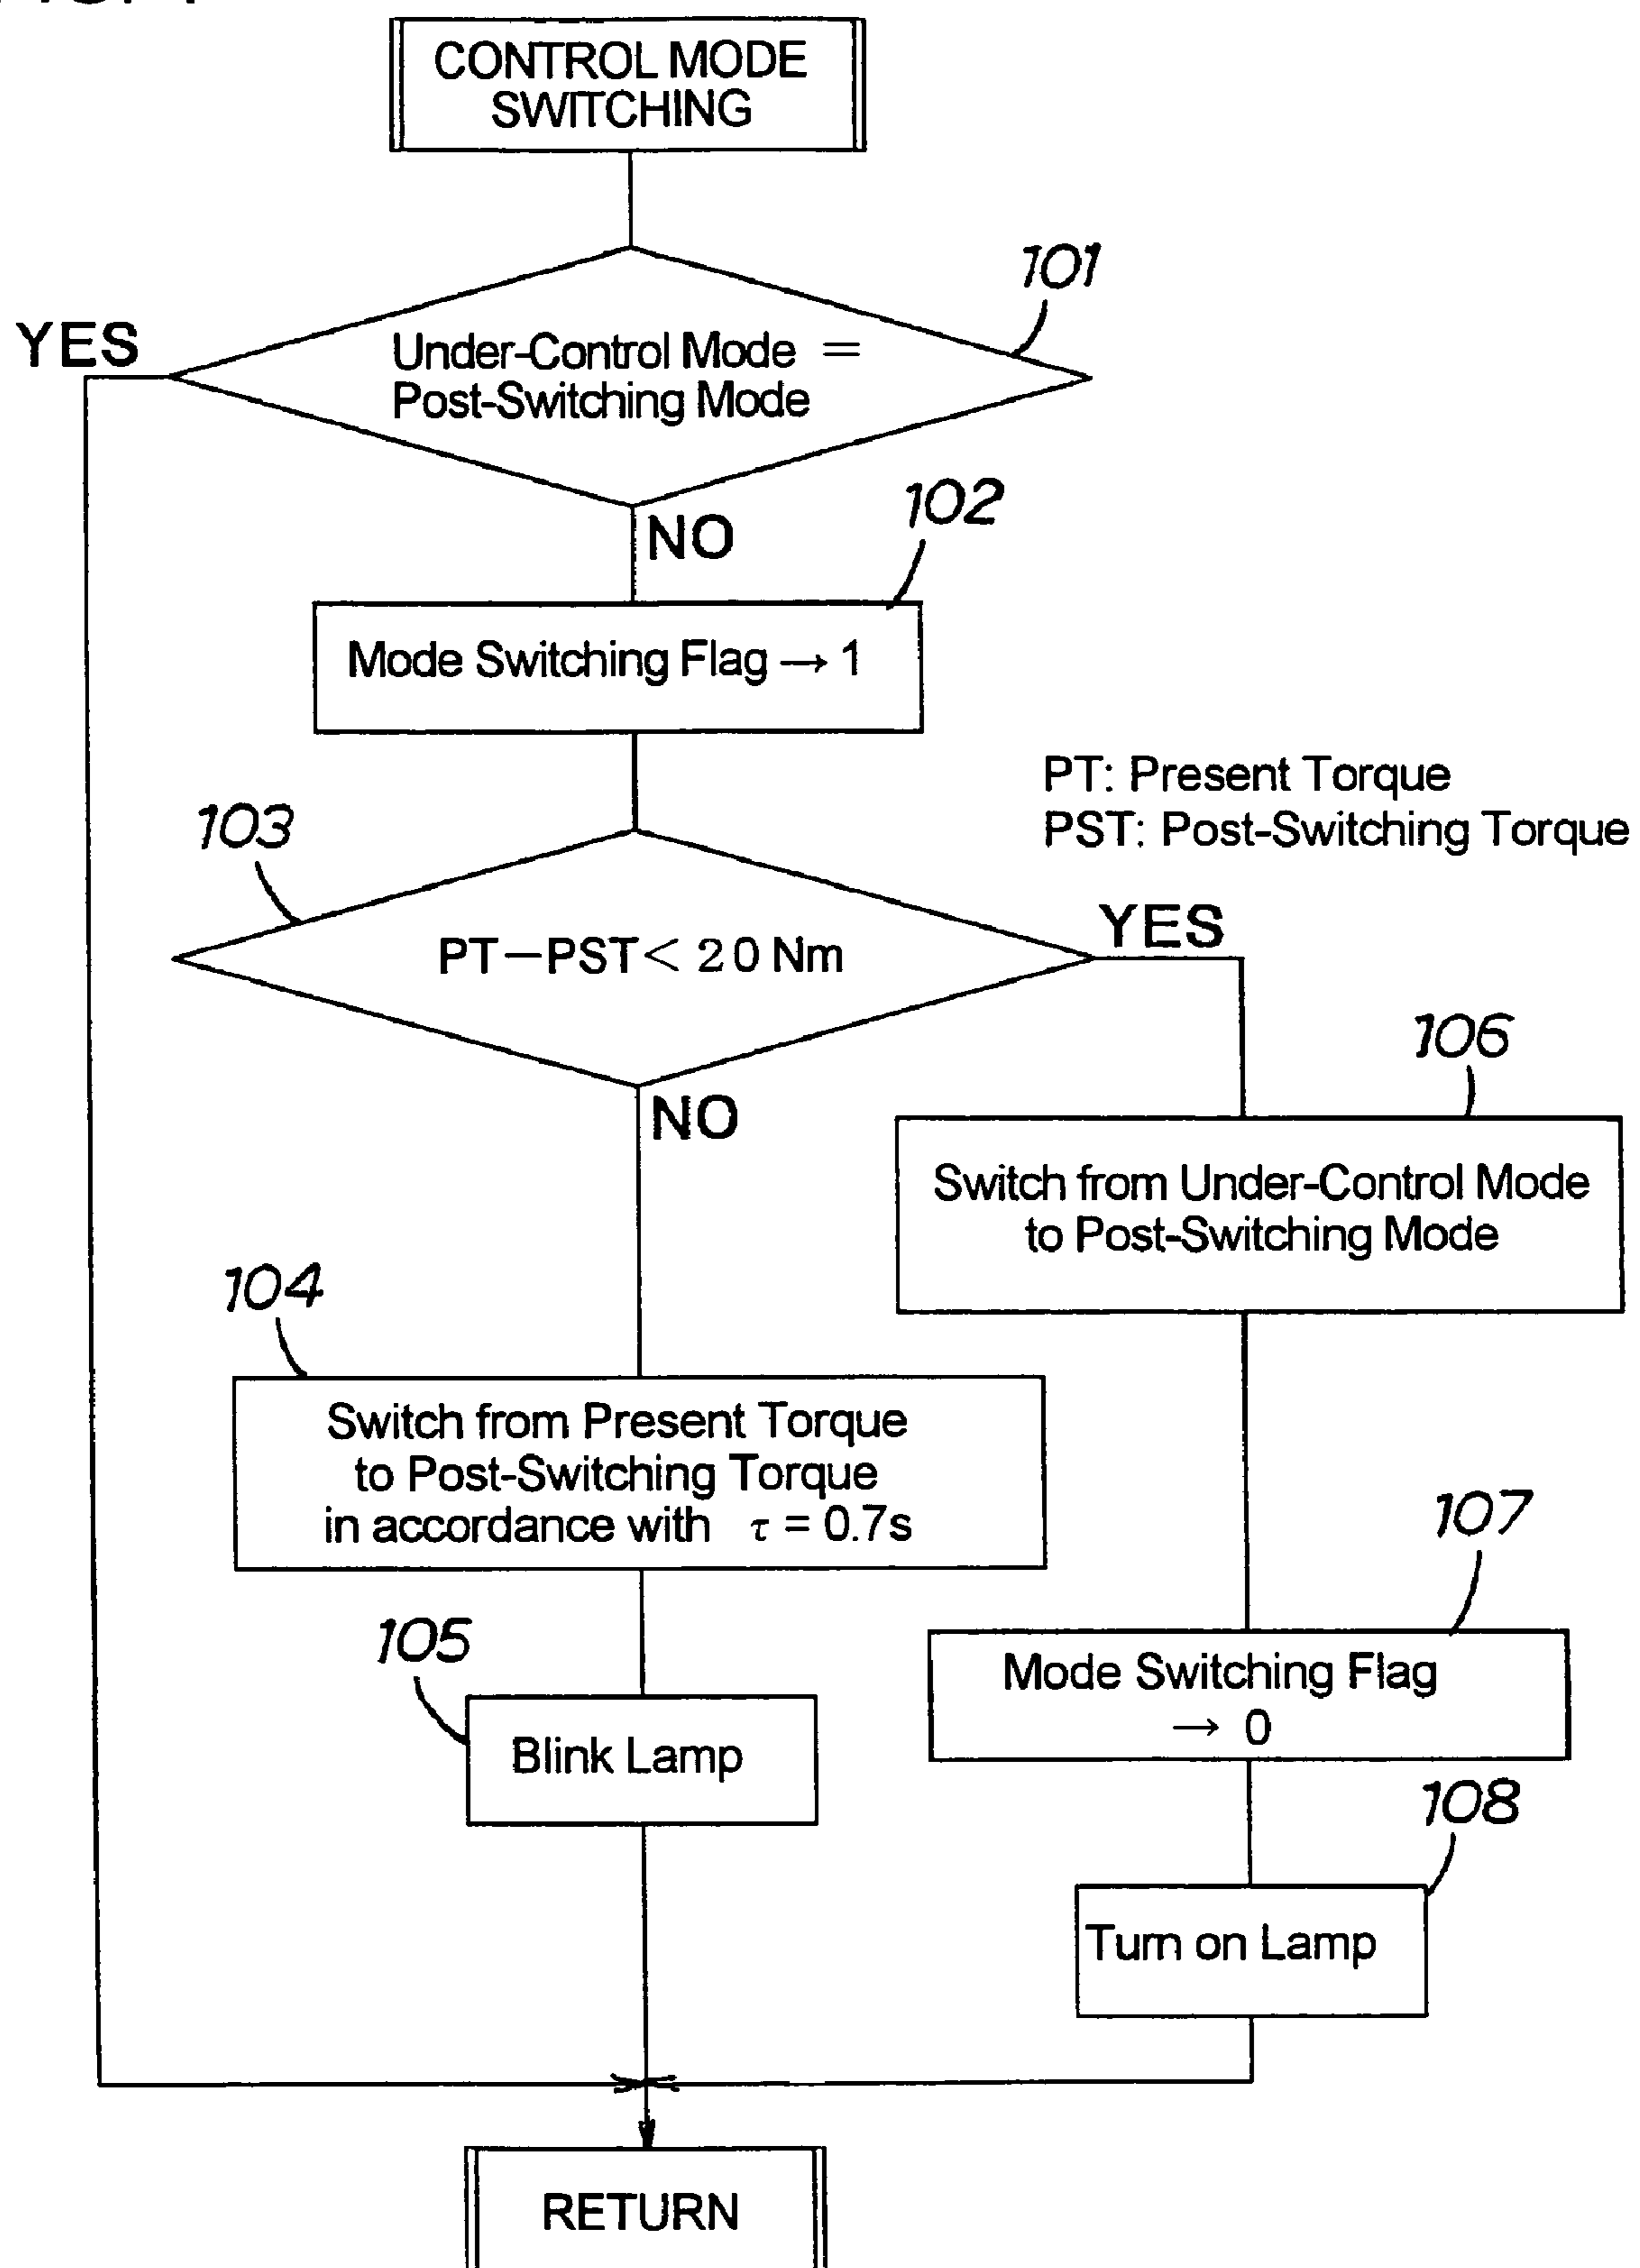 CONTROL MODE
SWITCHING
101
YES
Under-Control Mode =
Post-Switching Mode
NO
102
Mode Switching Flag → 1
PT: Present Torque
PST: Post-Switching Torque
103
PT－PST＜２０ Nm
YES
NO
106
Switch from Under-Control Mode
to Post-Switching Mode
104
Switch from Present Torque
to Post-Switching Torque
in accordance with τ = 0.7s
107
Mode Switching Flag
→ 0
105
Blink Lamp
108
Turn on Lamp
RETURN